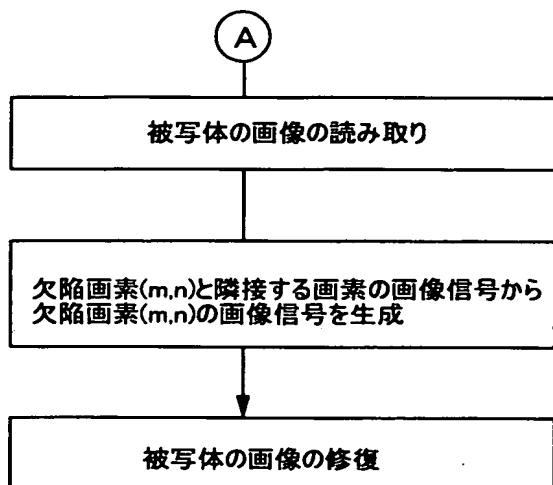 A
被写体の画像の読み取り
欠陥画素(m,n)と隣接する画素の画像信号から
欠陥画素(m,n)の画像信号を生成
被写体の画像の修復